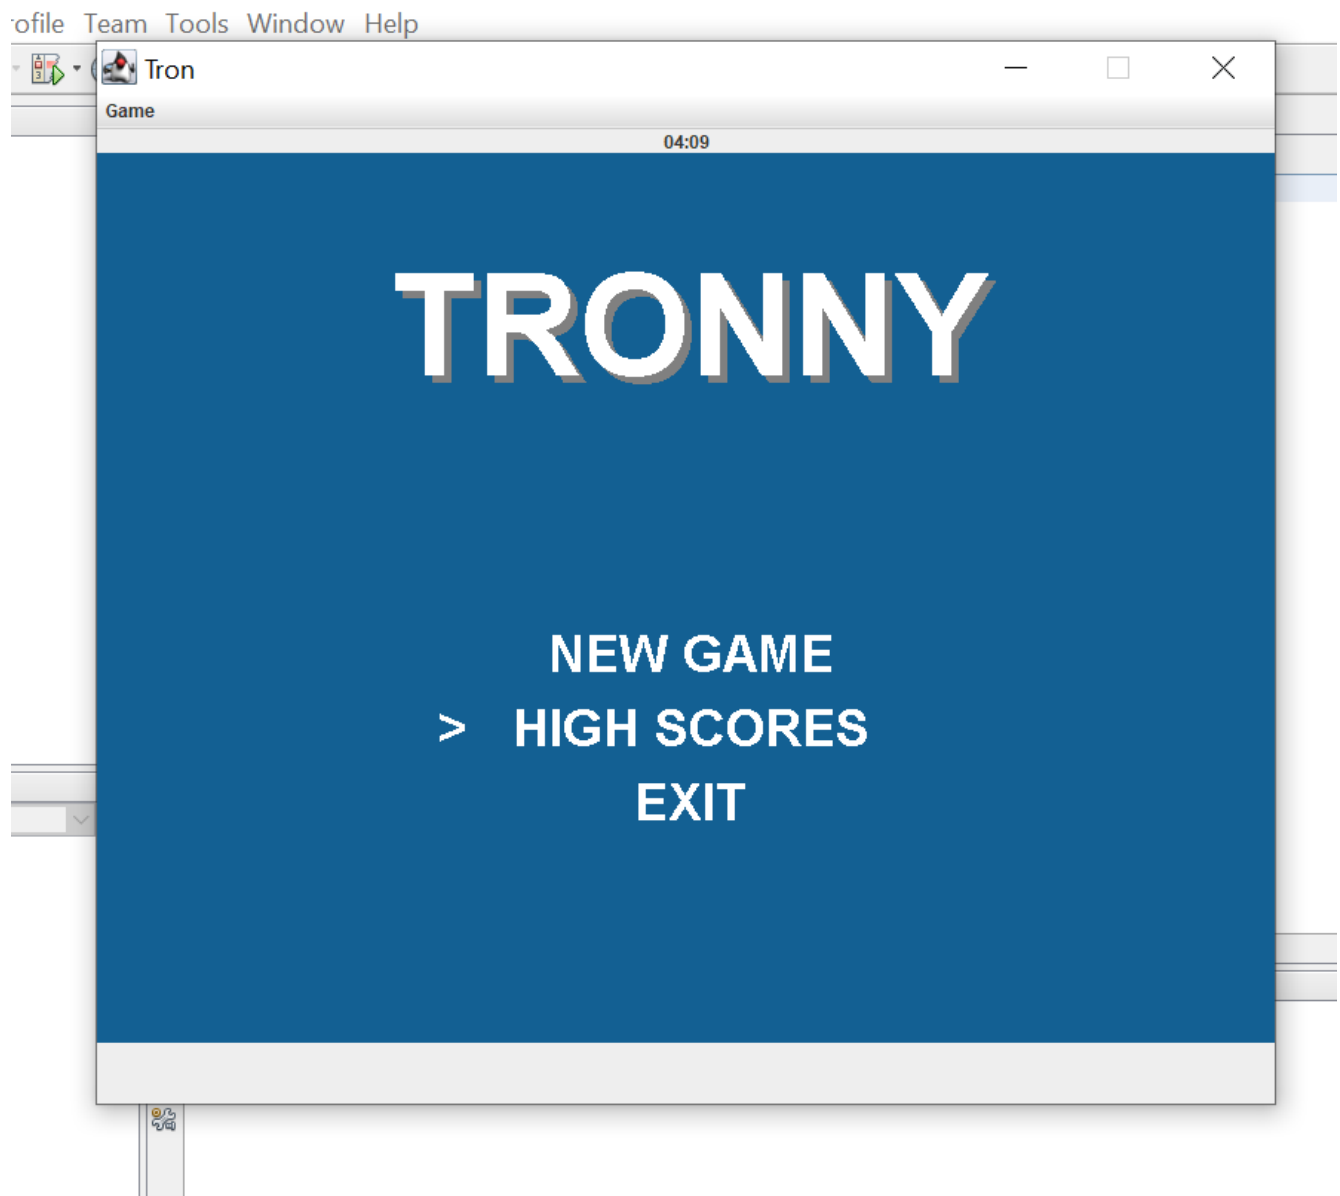 ofile Team Tools Window Help
Tron
Game
04:09
TRONNY
NEW GAME
> HIGH SCORES
EXIT